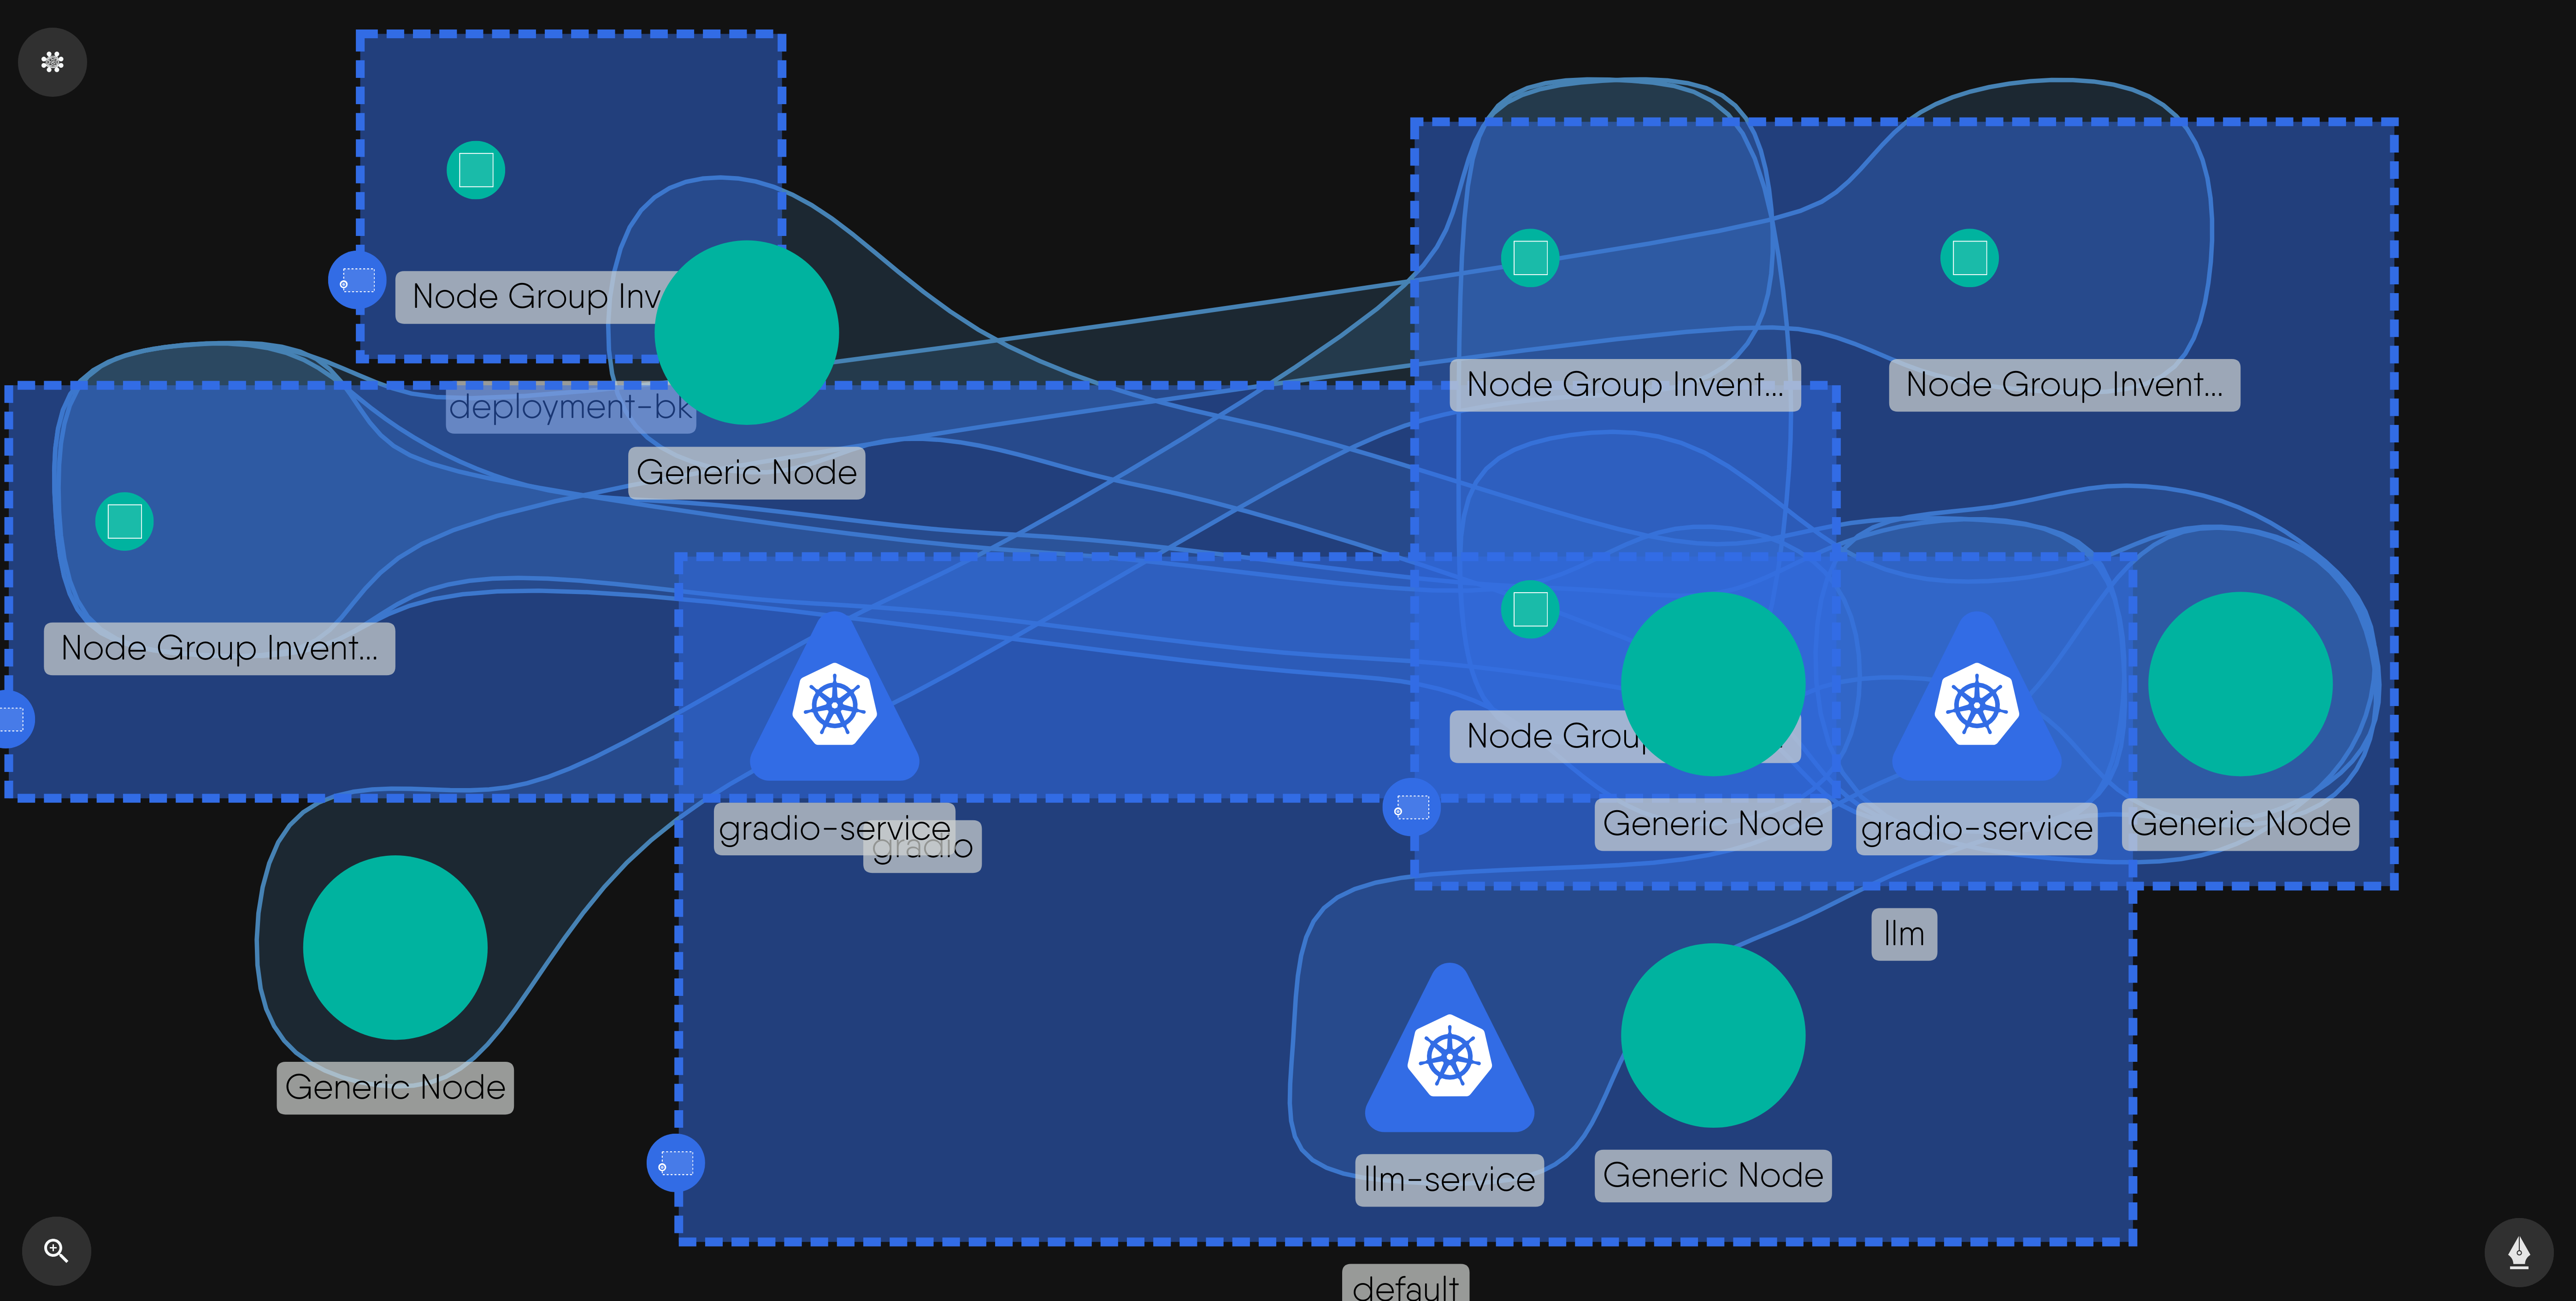 Node Group Inv
deployment-bk
Generic Node
Node Group Invent...
Node Group Invent...
Node Group Invent...
Node Grou
gradio-service
gradio
Generic Node
gradio-service
Generic Node
llm
Generic Node
llm-service
Generic Node
default